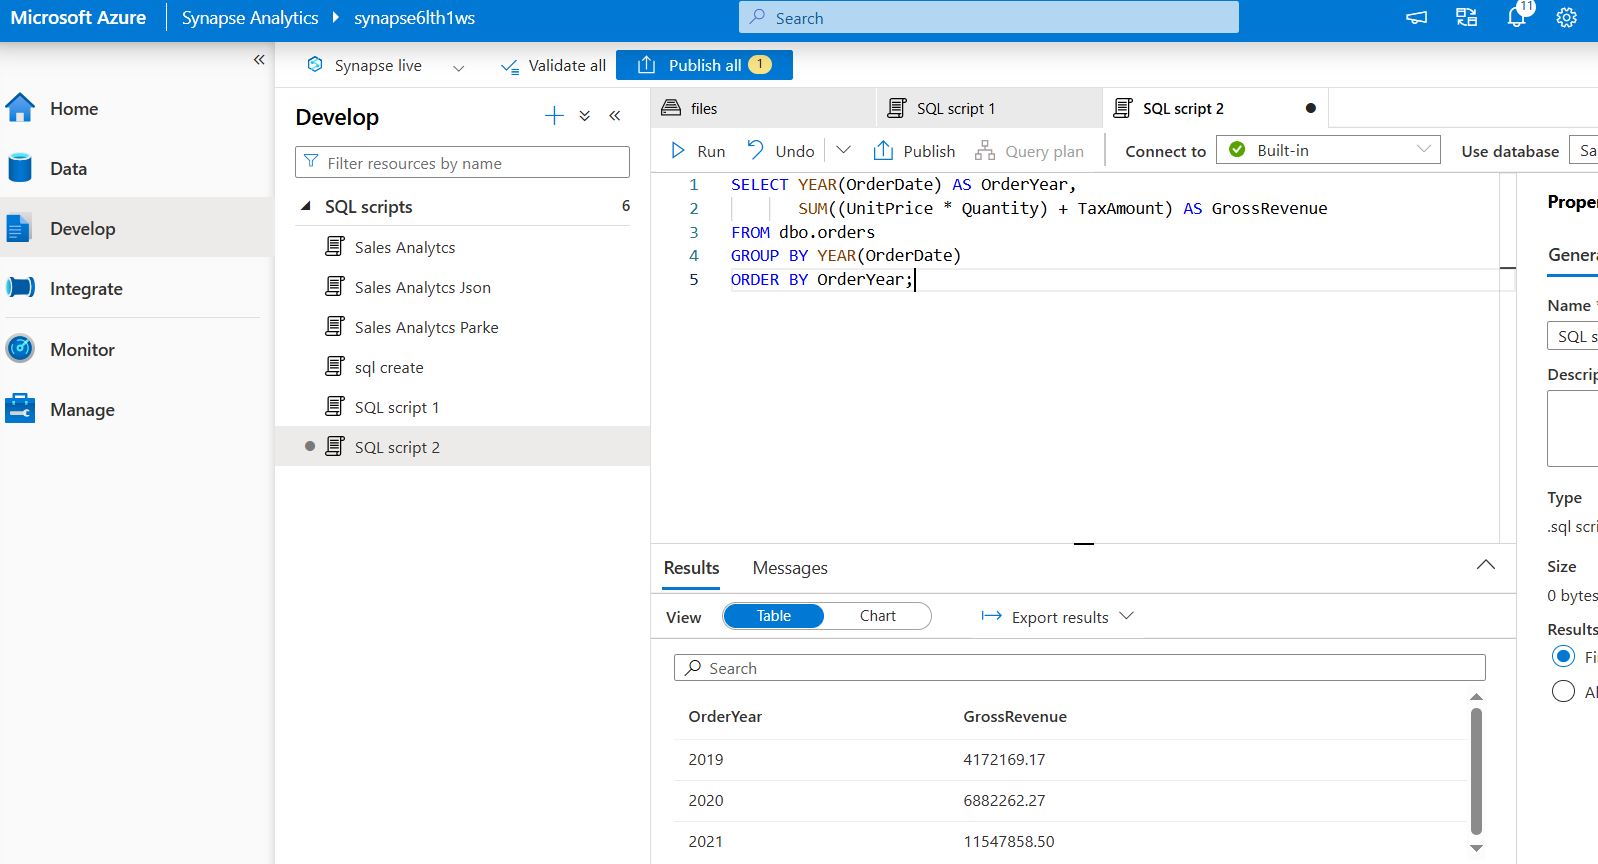 Microsoft Azure
Synapse Analytics
synapse6lth1ws
Search
11
«
Synapse live
Validate all
Publish all 1
Home
Data
Develop
Integrate
Monitor
Manage
Develop
Filter resources by name
SQL scripts 6
Sales Analytcs
Sales Analytcs Json
Sales Analytcs Parke
sql create
SQL script 1
SQL script 2
files
SQL script 1
SQL script 2
Run
Undo
Publish
Query plan
Connect to
Built-in
Use database
Sa
1 SELECT YEAR(OrderDate) AS OrderYear,
2 SUM((UnitPrice * Quantity) + TaxAmount) AS GrossRevenue
3 FROM dbo.orders
4 GROUP BY YEAR(OrderDate)
5 ORDER BY OrderYear;
Results
Messages
View
Table
Chart
Export results
Search
OrderYear GrossRevenue
2019 4172169.17
2020 6882262.27
2021 11547858.50
Proper
Genera
Name *
SQL s
Descrip
Type
.sql scri
Size
0 bytes
Results
Fi
Al